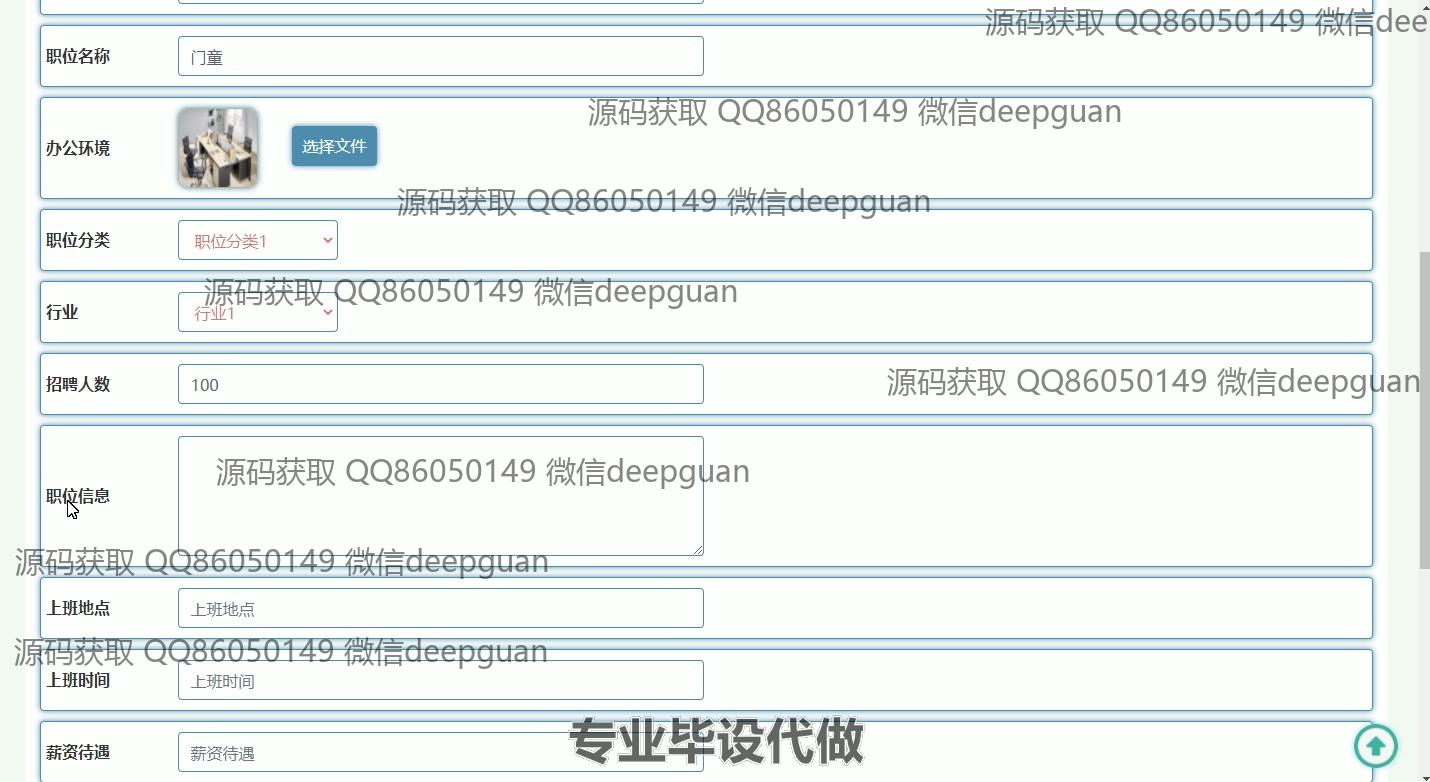 源码获取 QQ86050149 微信dee
职位名称 门童
源码获取 QQ86050149 微信deepguan
办公环境 选择文件
源码获取 QQ86050149 微信deepguan
职位分类 职位分类1
源码获取 QQ86050149 微信deepguan
行业 行业1
招聘人数 100
源码获取 QQ86050149 微信deepguan
源码获取 QQ86050149 微信deepguan
职位信息
源码获取 QQ86050149 微信deepguan
上班地点 上班地点
源码获取 QQ86050149 微信deepguan
上班时间 上班时间
专业毕设代做
薪资待遇 薪资待遇